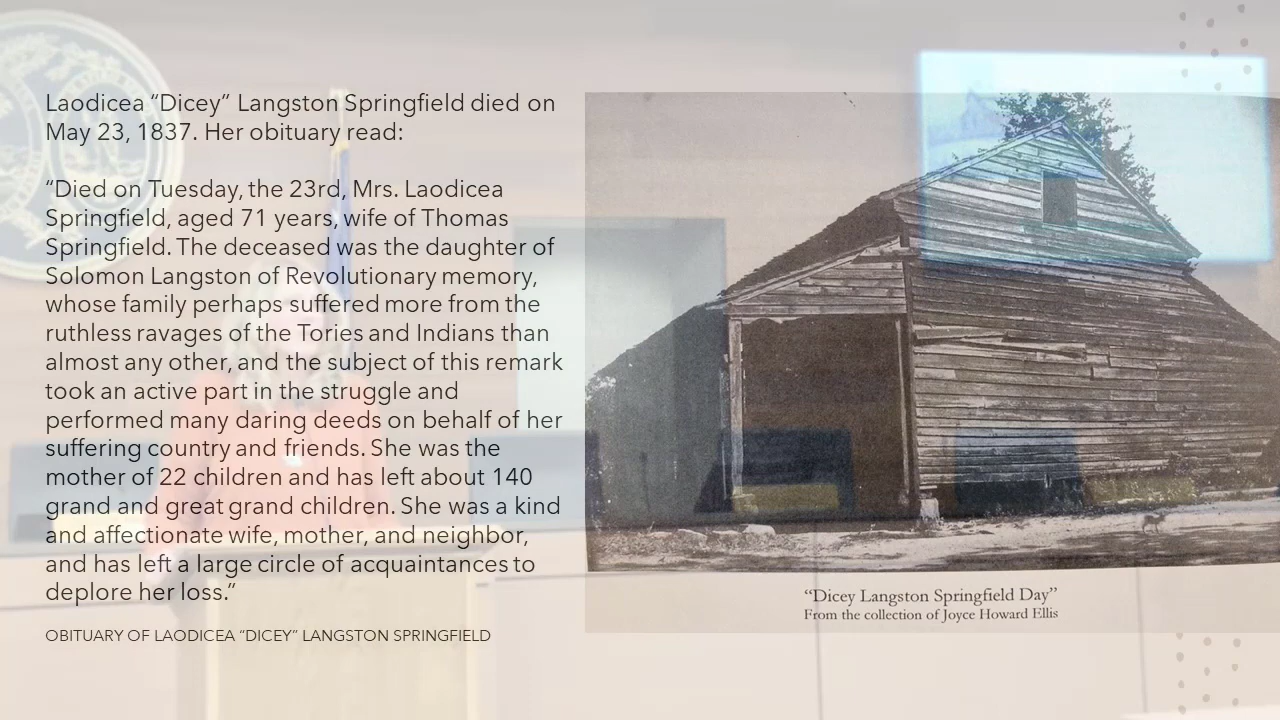 Laodicea “Dicey” Langston Springfield died on
May 23, 1837. Her obituary read:
“Died on Tuesday, the 23rd, Mrs. Laodicea
Springfield, aged 71 years, wife of Thomas
Springfield. The deceased was the daughter of
Solomon Langston of Revolutionary memory,
whose family perhaps suffered more from the
ruthless ravages of the Tories and Indians than
almost any other, and the subject of this remark
took an active part in the struggle and
performed many daring deeds on behalf of her
suffering country and friends. She was the
mother of 22 children and has left about 140
grand and great grand children. She was a kind
and affectionate wife, mother, and neighbor,
and has left a large circle of acquaintances to
deplore her loss.”
OBITUARY OF LAODICEA “DICEY” LANGSTON SPRINGFIELD
“Dicey Langston Springfield Day”
From the collection of Joyce Howard Ellis